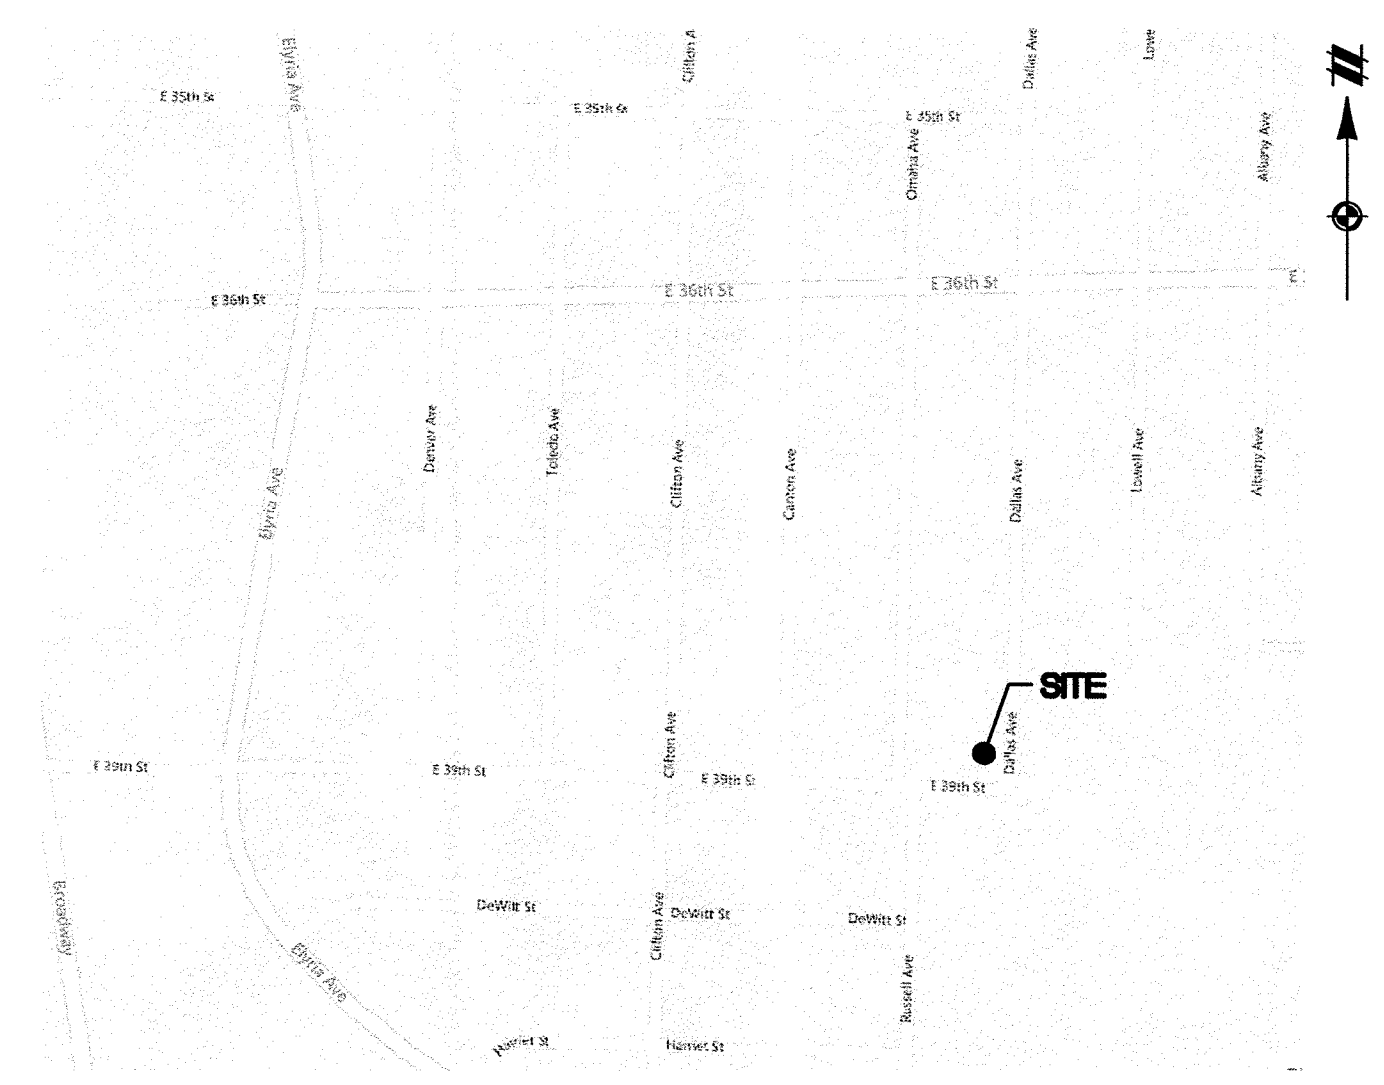 Elyria Ave
Clifton A
Dallas Ave
Lowe
E 35th St
E 35th St
E 35th St
Omaha Ave
Albany Ave
N
E 36th St
E 36th St
E 36th St
E
Denver Ave
Toledo Ave
Clifton Ave
Canton Ave
Dallas Ave
Lowell Ave
Albany Ave
Elyria Ave
SITE
Clifton Ave
Dallas Ave
E 39th St
E 39th St
E 39th St
E 39th St
Broadway
DeWitt St
Clifton Ave
DeWitt St
DeWitt St
Elyria Ave
Russell Ave
Harriet St
Harriet St